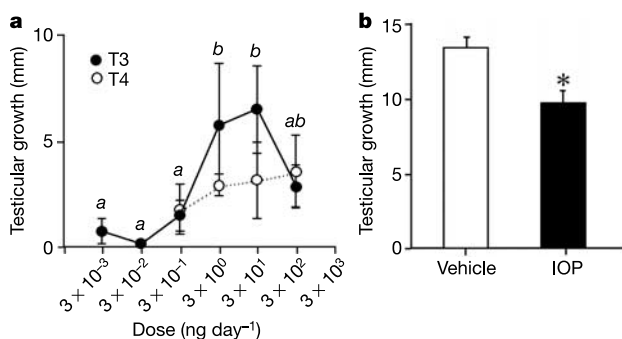 a
Testicular growth (mm)
10
5
0
T3
T4
a
a
a
b
b
ab
3 × 10⁻³
3 × 10⁻²
3 × 10⁻¹
3 × 10⁰
3 × 10¹
3 × 10²
3 × 10³
Dose (ng day⁻¹)
b
Testicular growth (mm)
15
10
5
0
*
Vehicle
IOP